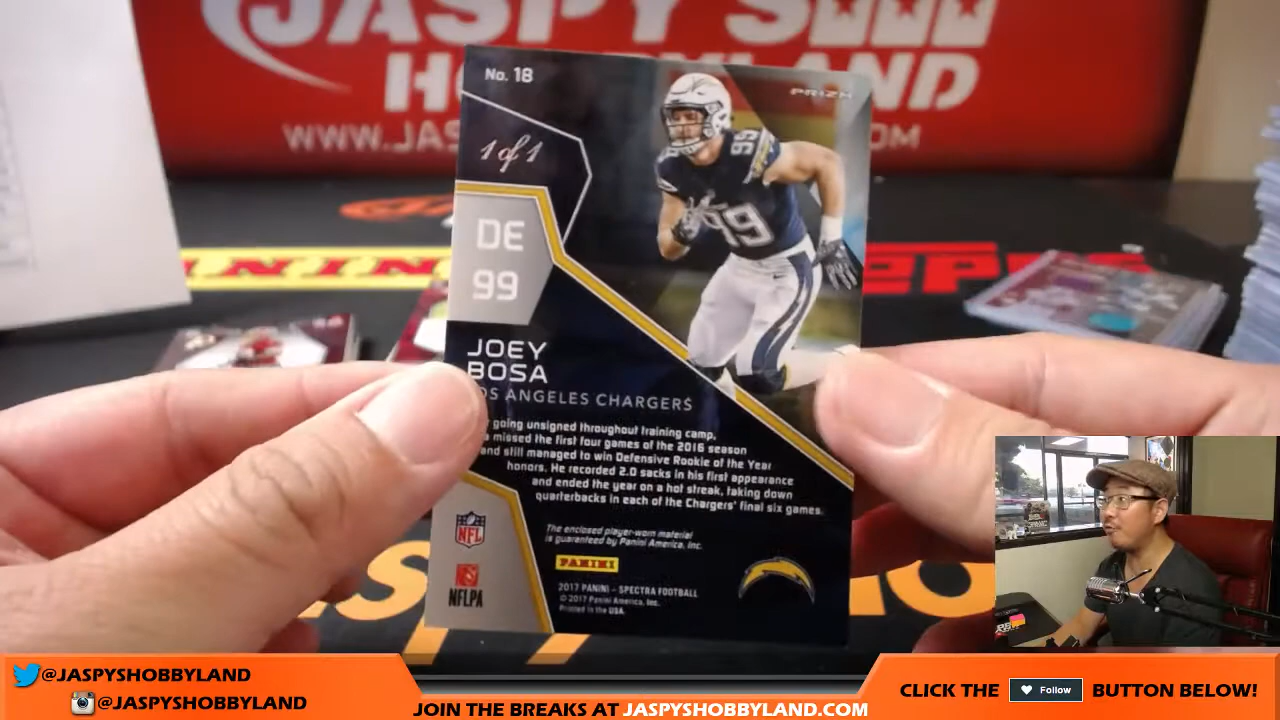 JASPY'S
HOBBYLAND
No. 18
PRIZM
1 of 1
99
99
DE
99
JOEY
BOSA
OS ANGELES CHARGERS
going unsigned throughout training camp,
missed the first four games of the 2016 season
and still managed to win Defensive Rookie of the Year
honors. He recorded 2.0 sacks in his first appearance
and ended the year on a hot streak, taking down
quarterbacks in each of the Chargers' final six games.
The enclosed player-worn material
is guaranteed by Panini America, Inc.
NFL
PANINI
2017 PANINI - SPECTRA FOOTBALL
© 2017 Panini America, Inc.
Printed in the USA.
NFLPA
@JASPYSHOBBYLAND
@JASPYSHOBBYLAND
JOIN THE BREAKS AT JASPYSHOBBYLAND.COM
CLICK THE Follow BUTTON BELOW!